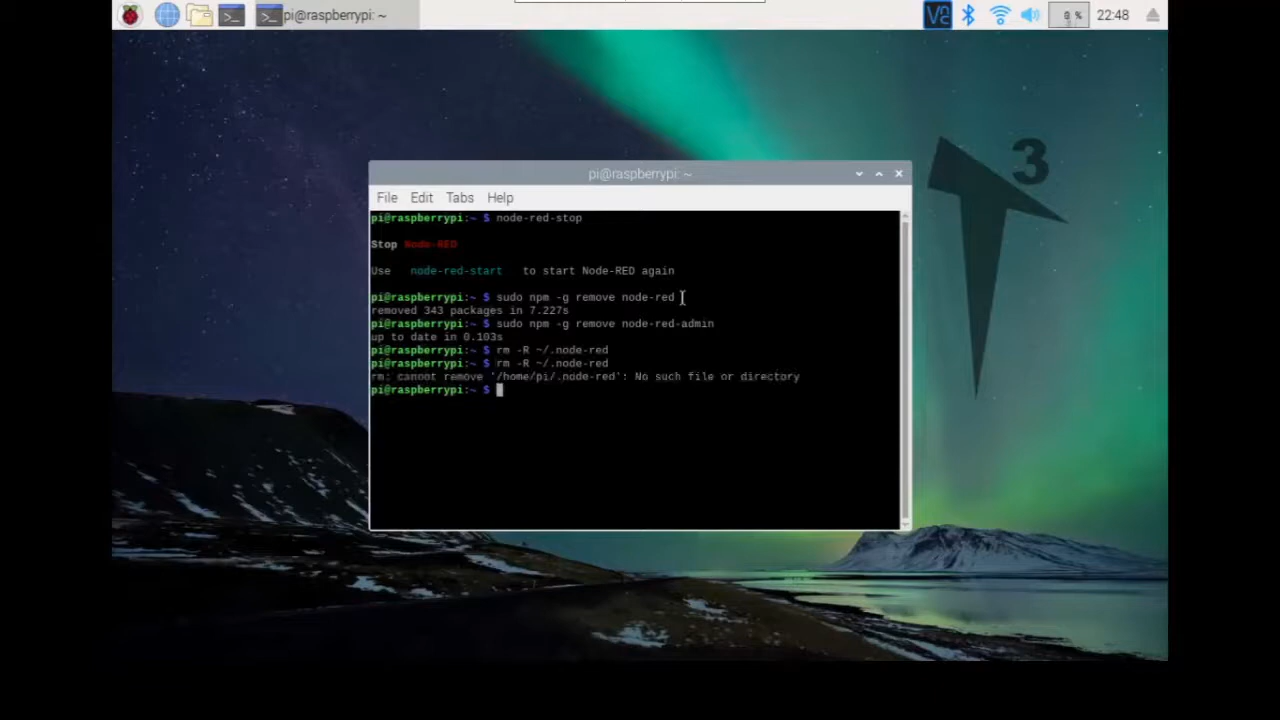 pi@raspberrypi: ~
22:48
3
pi@raspberrypi: ~
File Edit Tabs Help
pi@raspberrypi:~ $ node-red-stop
Stop Node-RED
Use node-red-start to start Node-RED again
pi@raspberrypi:~ $ sudo npm -g remove node-red
removed 343 packages in 7.227s
pi@raspberrypi:~ $ sudo npm -g remove node-red-admin
up to date in 0.103s
pi@raspberrypi:~ $ rm -R ~/.node-red
pi@raspberrypi:~ $ rm -R ~/.node-red
rm: cannot remove '/home/pi/.node-red': No such file or directory
pi@raspberrypi:~ $